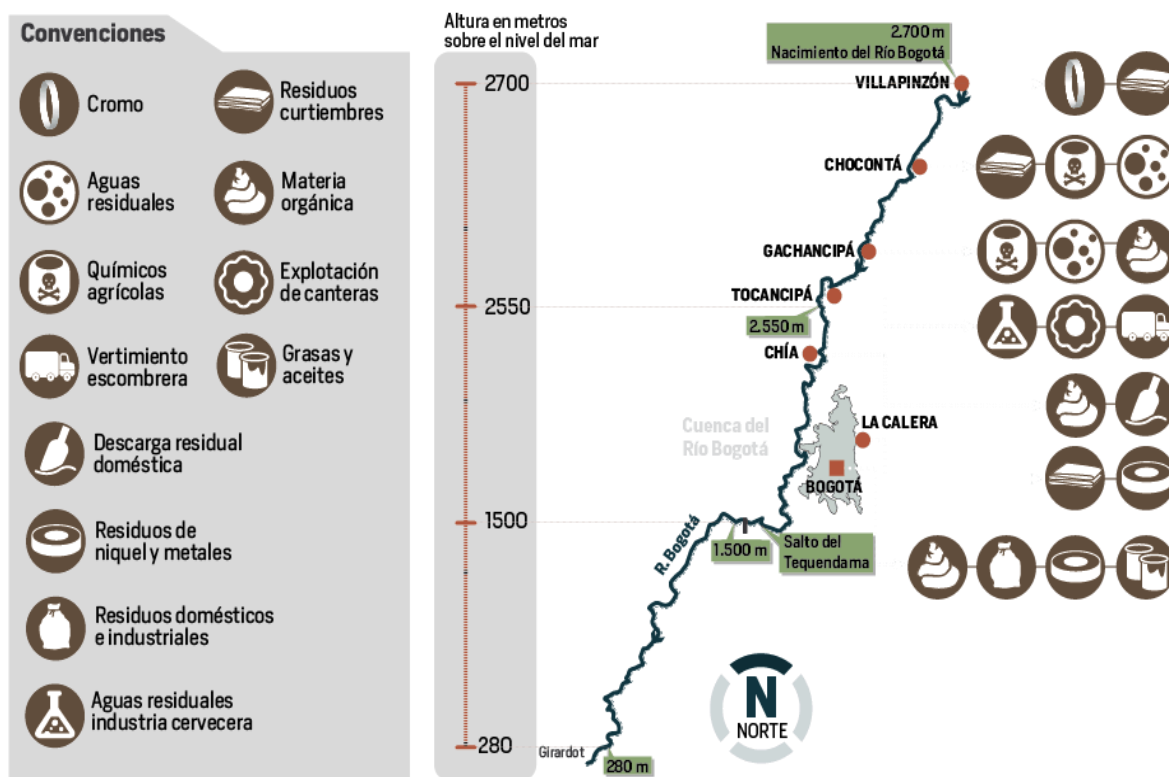 Convenciones
Cromo
Residuos
curtiembres
Aguas
residuales
Materia
orgánica
Químicos
agrícolas
Explotación
de canteras
Vertimiento
escombrera
Grasas y
aceites
Descarga residual
doméstica
Residuos de
niquel y metales
Residuos domésticos
e industriales
Aguas residuales
industria cervecera
Altura en metros
sobre el nivel del mar
2700
2550
1500
280
2.700 m
Nacimiento del Río Bogotá
VILLAPINZÓN
CHOCONTÁ
GACHANCIPÁ
TOCANCIPÁ
2.550 m
CHÍA
Cuenca del
Río Bogotá
LA CALERA
BOGOTÁ
R. Bogotá
1.500 m
Salto del
Tequendama
Girardot
280 m
N
NORTE